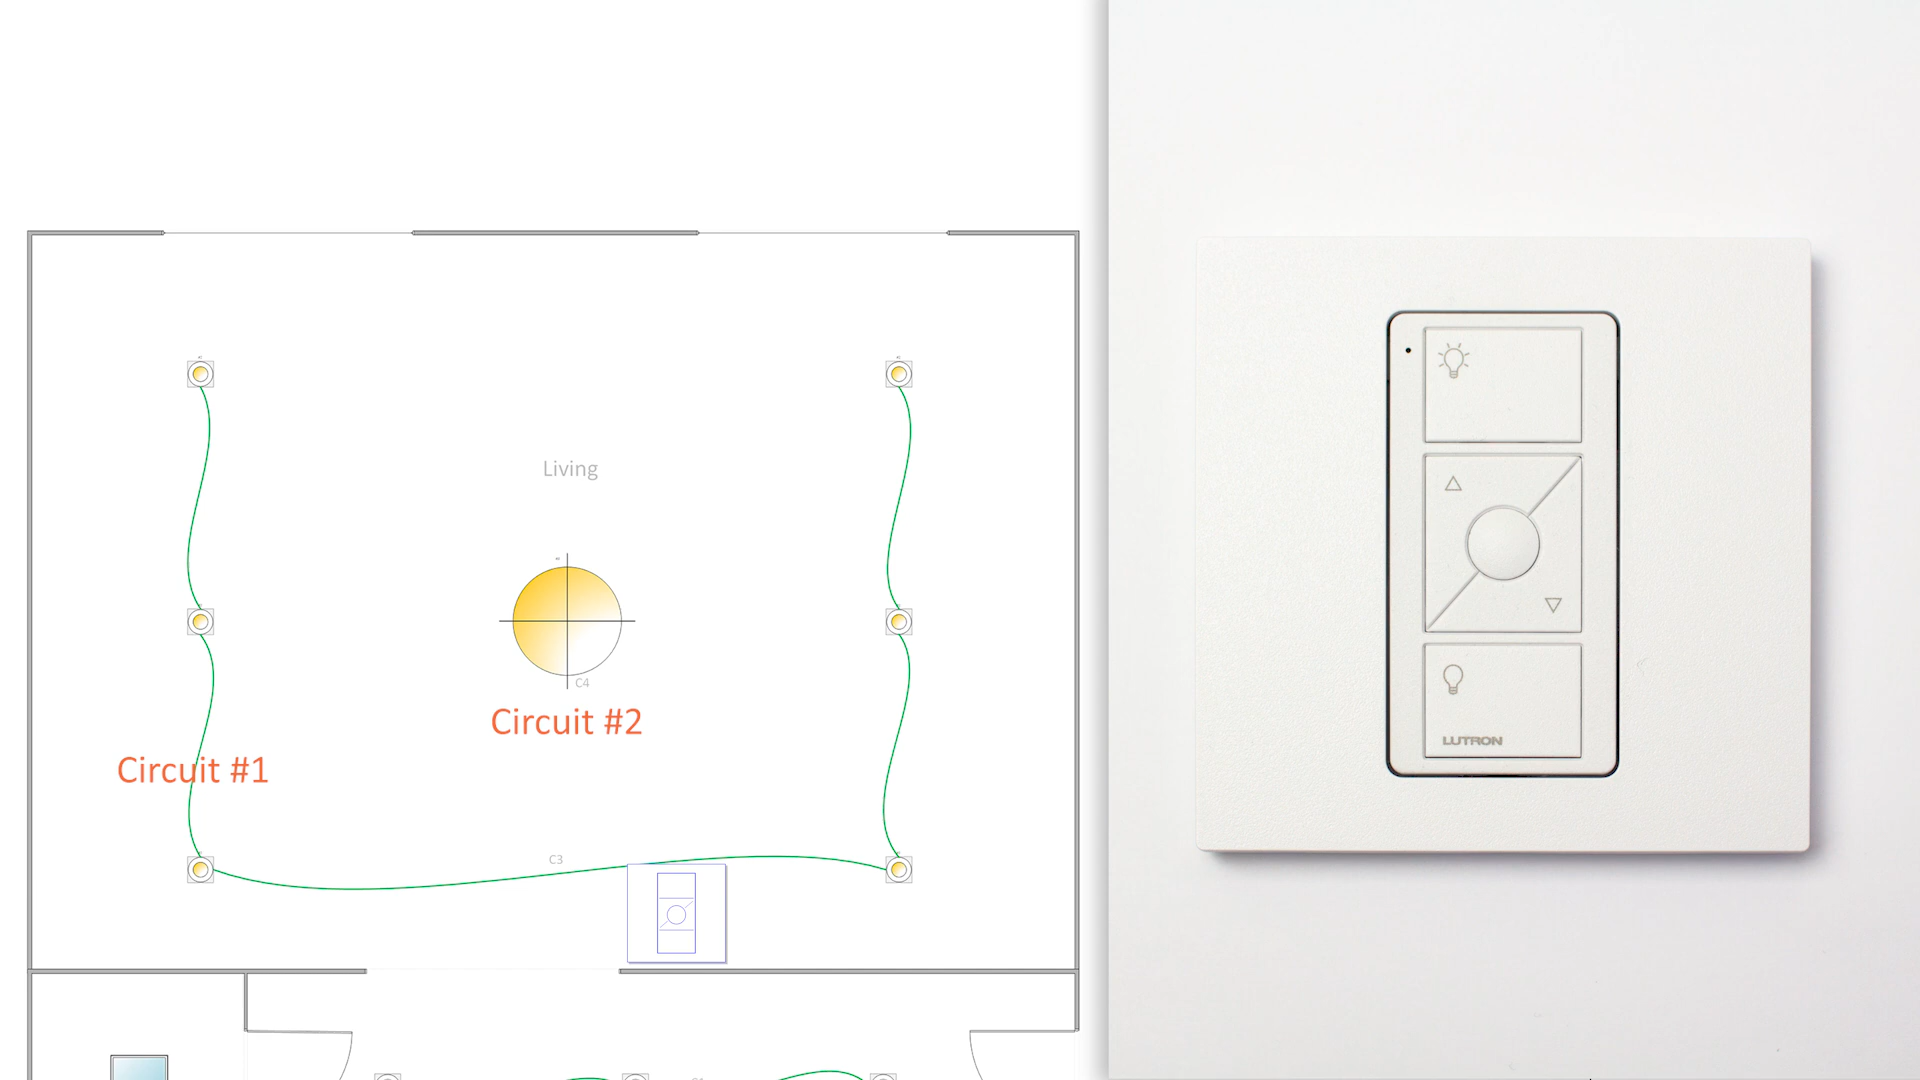 Living
C4
Circuit #2
Circuit #1
C3
LUTRON